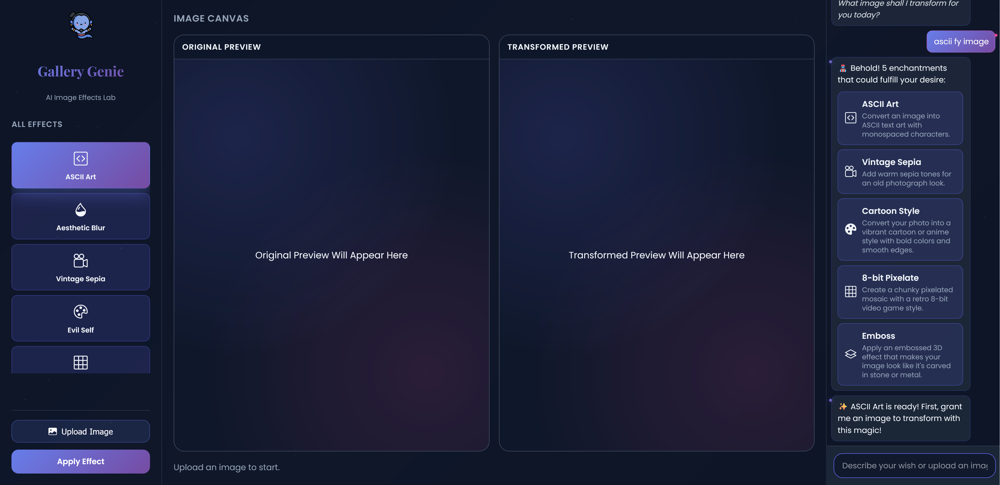 Gallery Genie
AI Image Effects Lab
ALL EFFECTS
ASCII Art
Aesthetic Blur
Vintage Sepia
Evil Self
Upload Image
Apply Effect
IMAGE CANVAS
ORIGINAL PREVIEW
Original Preview Will Appear Here
TRANSFORMED PREVIEW
Transformed Preview Will Appear Here
Upload an image to start.
What image shall I transform for
you today?
ascii fy image
Behold! 5 enchantments
that could fulfill your desire:
ASCII Art
Convert an image into
ASCII text art with
monospaced characters.
Vintage Sepia
Add warm sepia tones for
an old photograph look.
Cartoon Style
Convert your photo into a
vibrant cartoon or anime
style with bold colors and
smooth edges.
8-bit Pixelate
Create a chunky pixelated
mosaic with a retro 8-bit
video game style.
Emboss
Apply an embossed 3D
effect that makes your
image look like it's carved
in stone or metal.
✨ ASCII Art is ready! First, grant
me an image to transform with
this magic!
Describe your wish or upload an